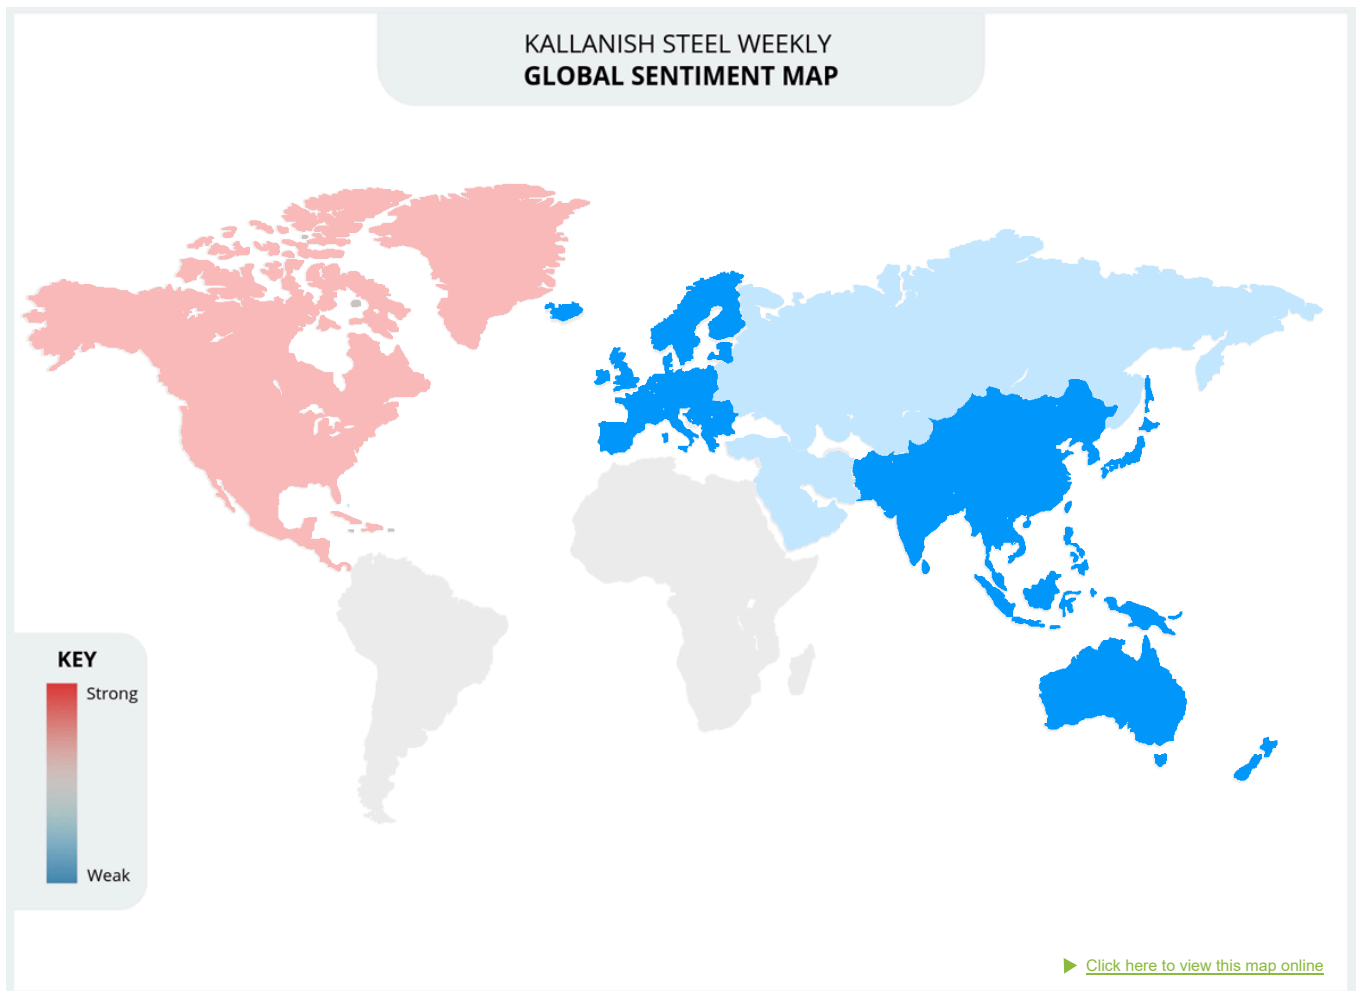 KALLANISH STEEL WEEKLY
GLOBAL SENTIMENT MAP
KEY
Strong
Weak
Click here to view this map online